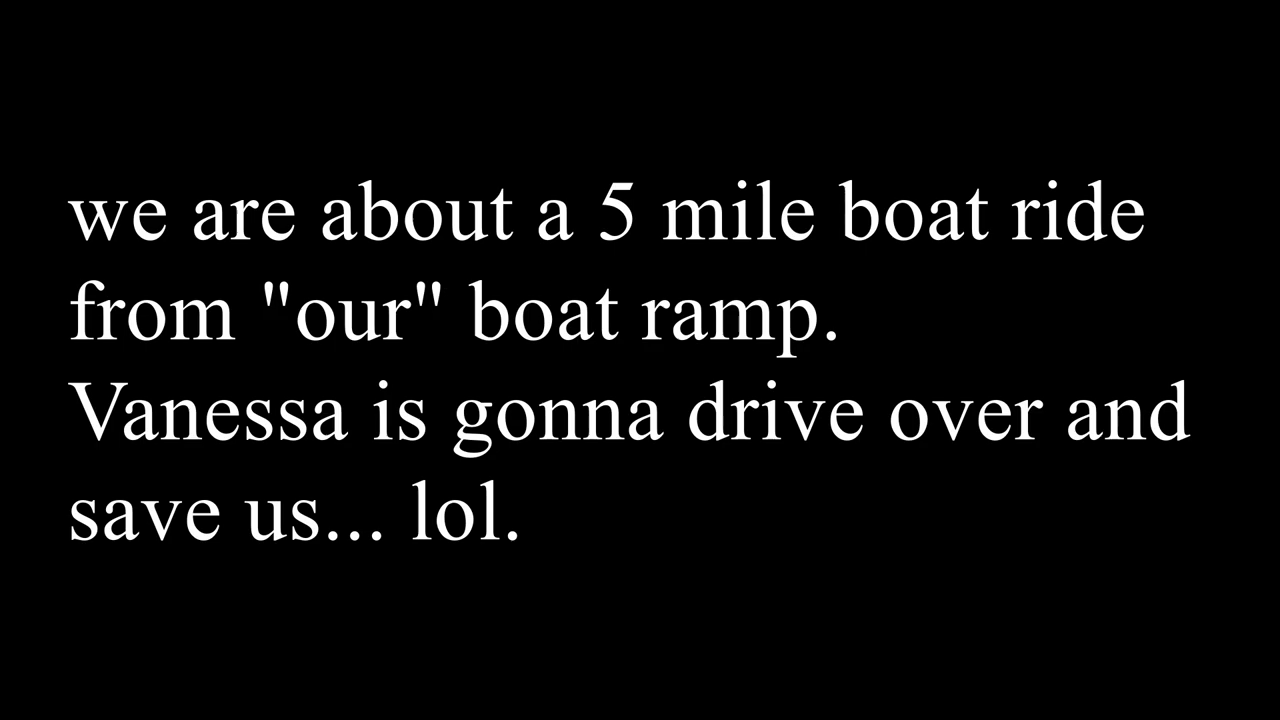 we are about a 5 mile boat ride
from "our" boat ramp.
Vanessa is gonna drive over and
save us... lol.